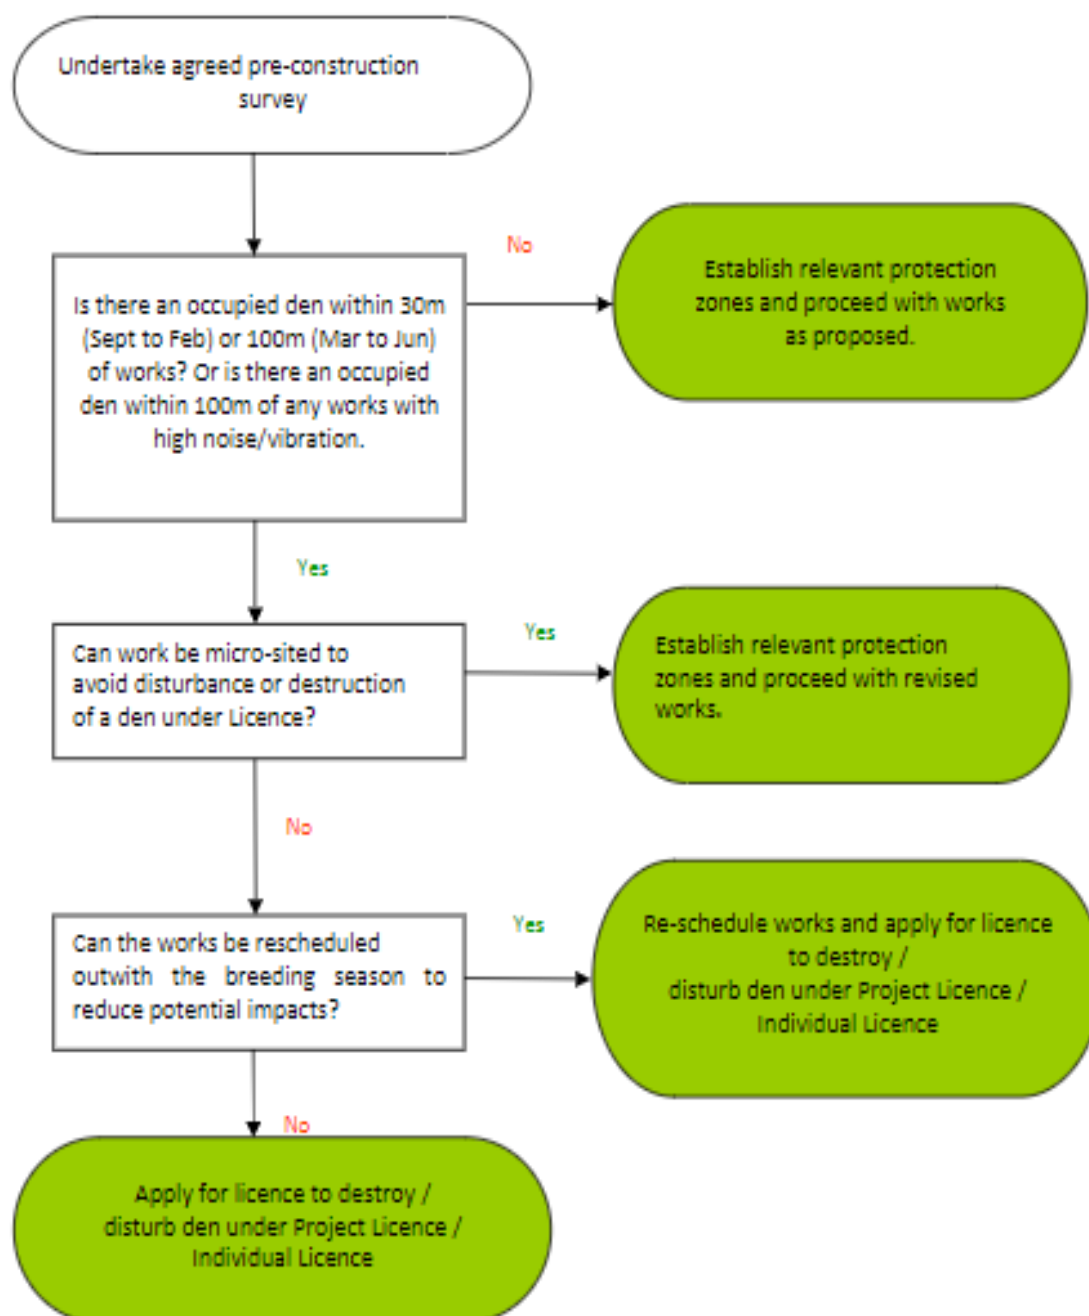 Undertake agreed pre-construction
survey
No
Establish relevant protection
zones and proceed with works
as proposed.
Is there an occupied den within 30m
(Sept to Feb) or 100m (Mar to Jun)
of works? Or is there an occupied
den within 100m of any works with
high noise/vibration.
Yes
Can work be micro-sited to
avoid disturbance or destruction
of a den under Licence?
Yes
Establish relevant protection
zones and proceed with revised
works.
No
Can the works be rescheduled
outwith the breeding season to
reduce potential impacts?
Yes
Re-schedule works and apply for licence
to destroy /
disturb den under Project Licence /
Individual Licence
No
Apply for licence to destroy /
disturb den under Project Licence /
Individual Licence